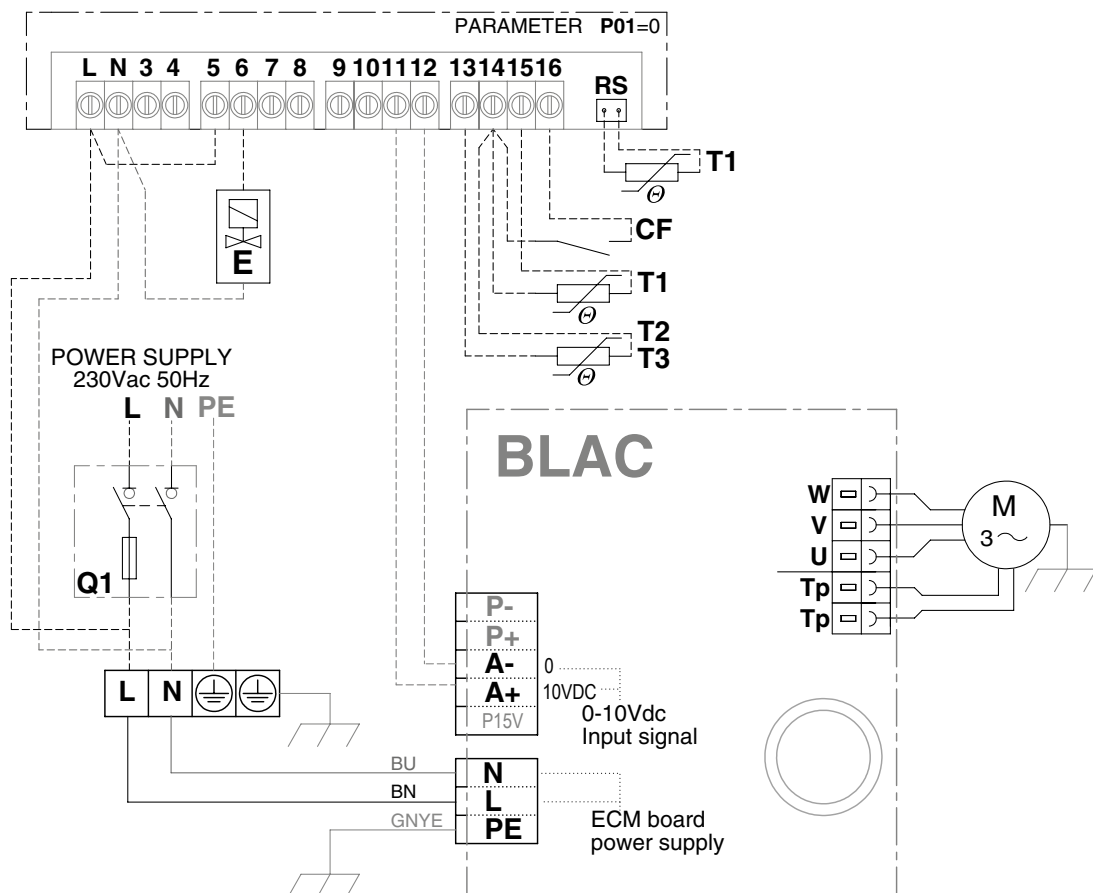 PARAMETER P01=0
L N 3 4 5 6 7 8 9 10 11 12 13 14 15 16
RS
T1
Θ
CF
E
T1
Θ
T2
T3
Θ
POWER SUPPLY
230Vac 50Hz
L N PE
Q1
BLAC
W
V
U
Tp
Tp
M
3
P-
P+
A- 0
A+ 10VDC
P15V
0-10Vdc
Input signal
L N
BU N
BN L
GNYE PE
ECM board
power supply